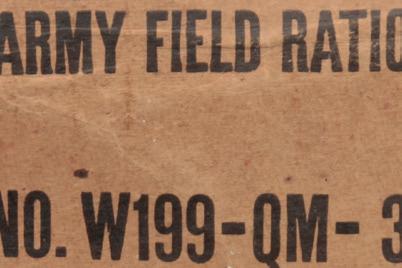 ARMY FIELD RATIO
NO. W199-QM- 3